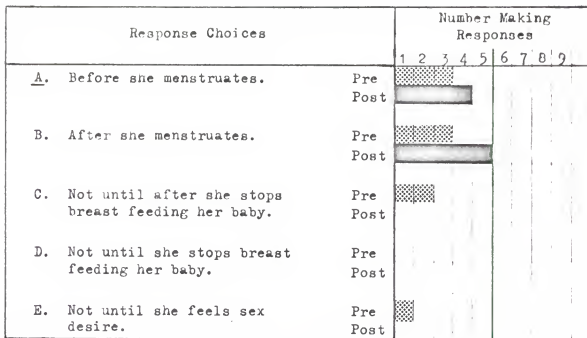 Response Choices
Number Making
Responses
1 2 3 4 5 6 7 8 9
A. Before she menstruates. Pre
Post
B. After she menstruates. Pre
Post
C. Not until after she stops Pre
breast feeding her baby. Post
D. Not until she stops breast Pre
feeding her baby. Post
E. Not until she feels sex Pre
desire. Post